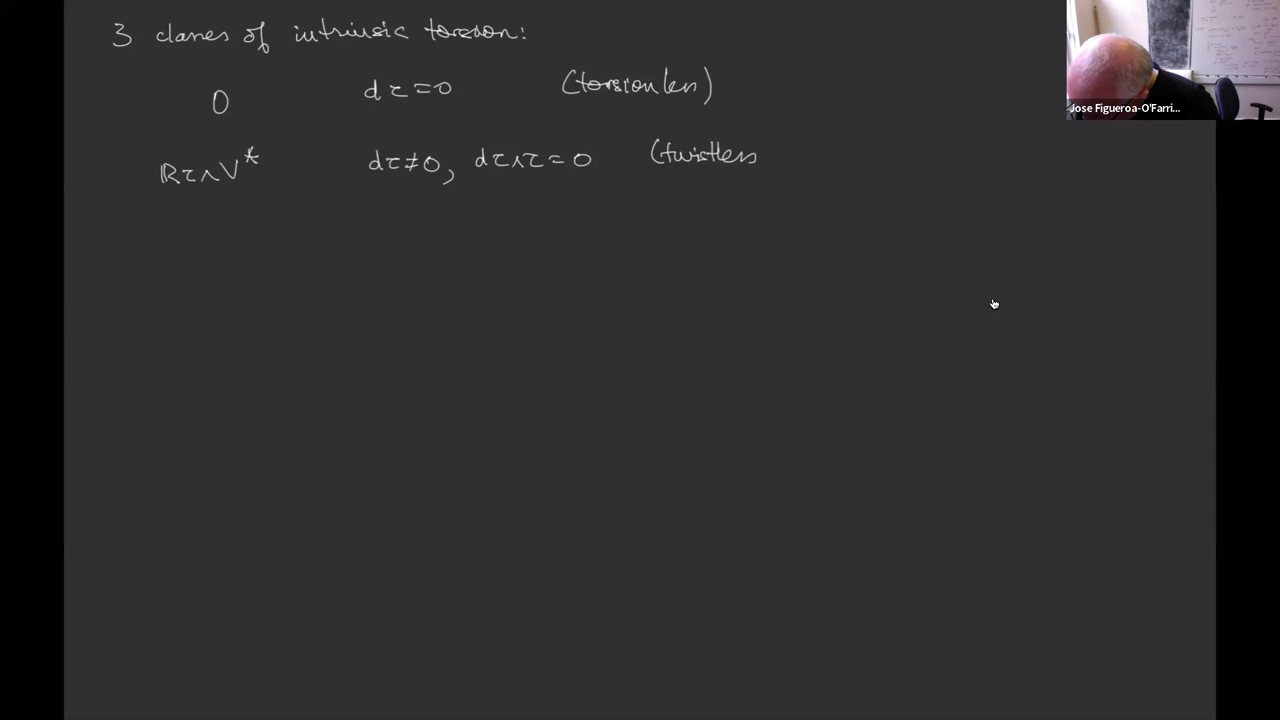 3 classes of intrinsic torsion:
0 dτ=0 (torsionless)
ℝτ∧V* dτ≠0, dτ∧τ=0 (twistless
Jose Figueroa-O'Farri...